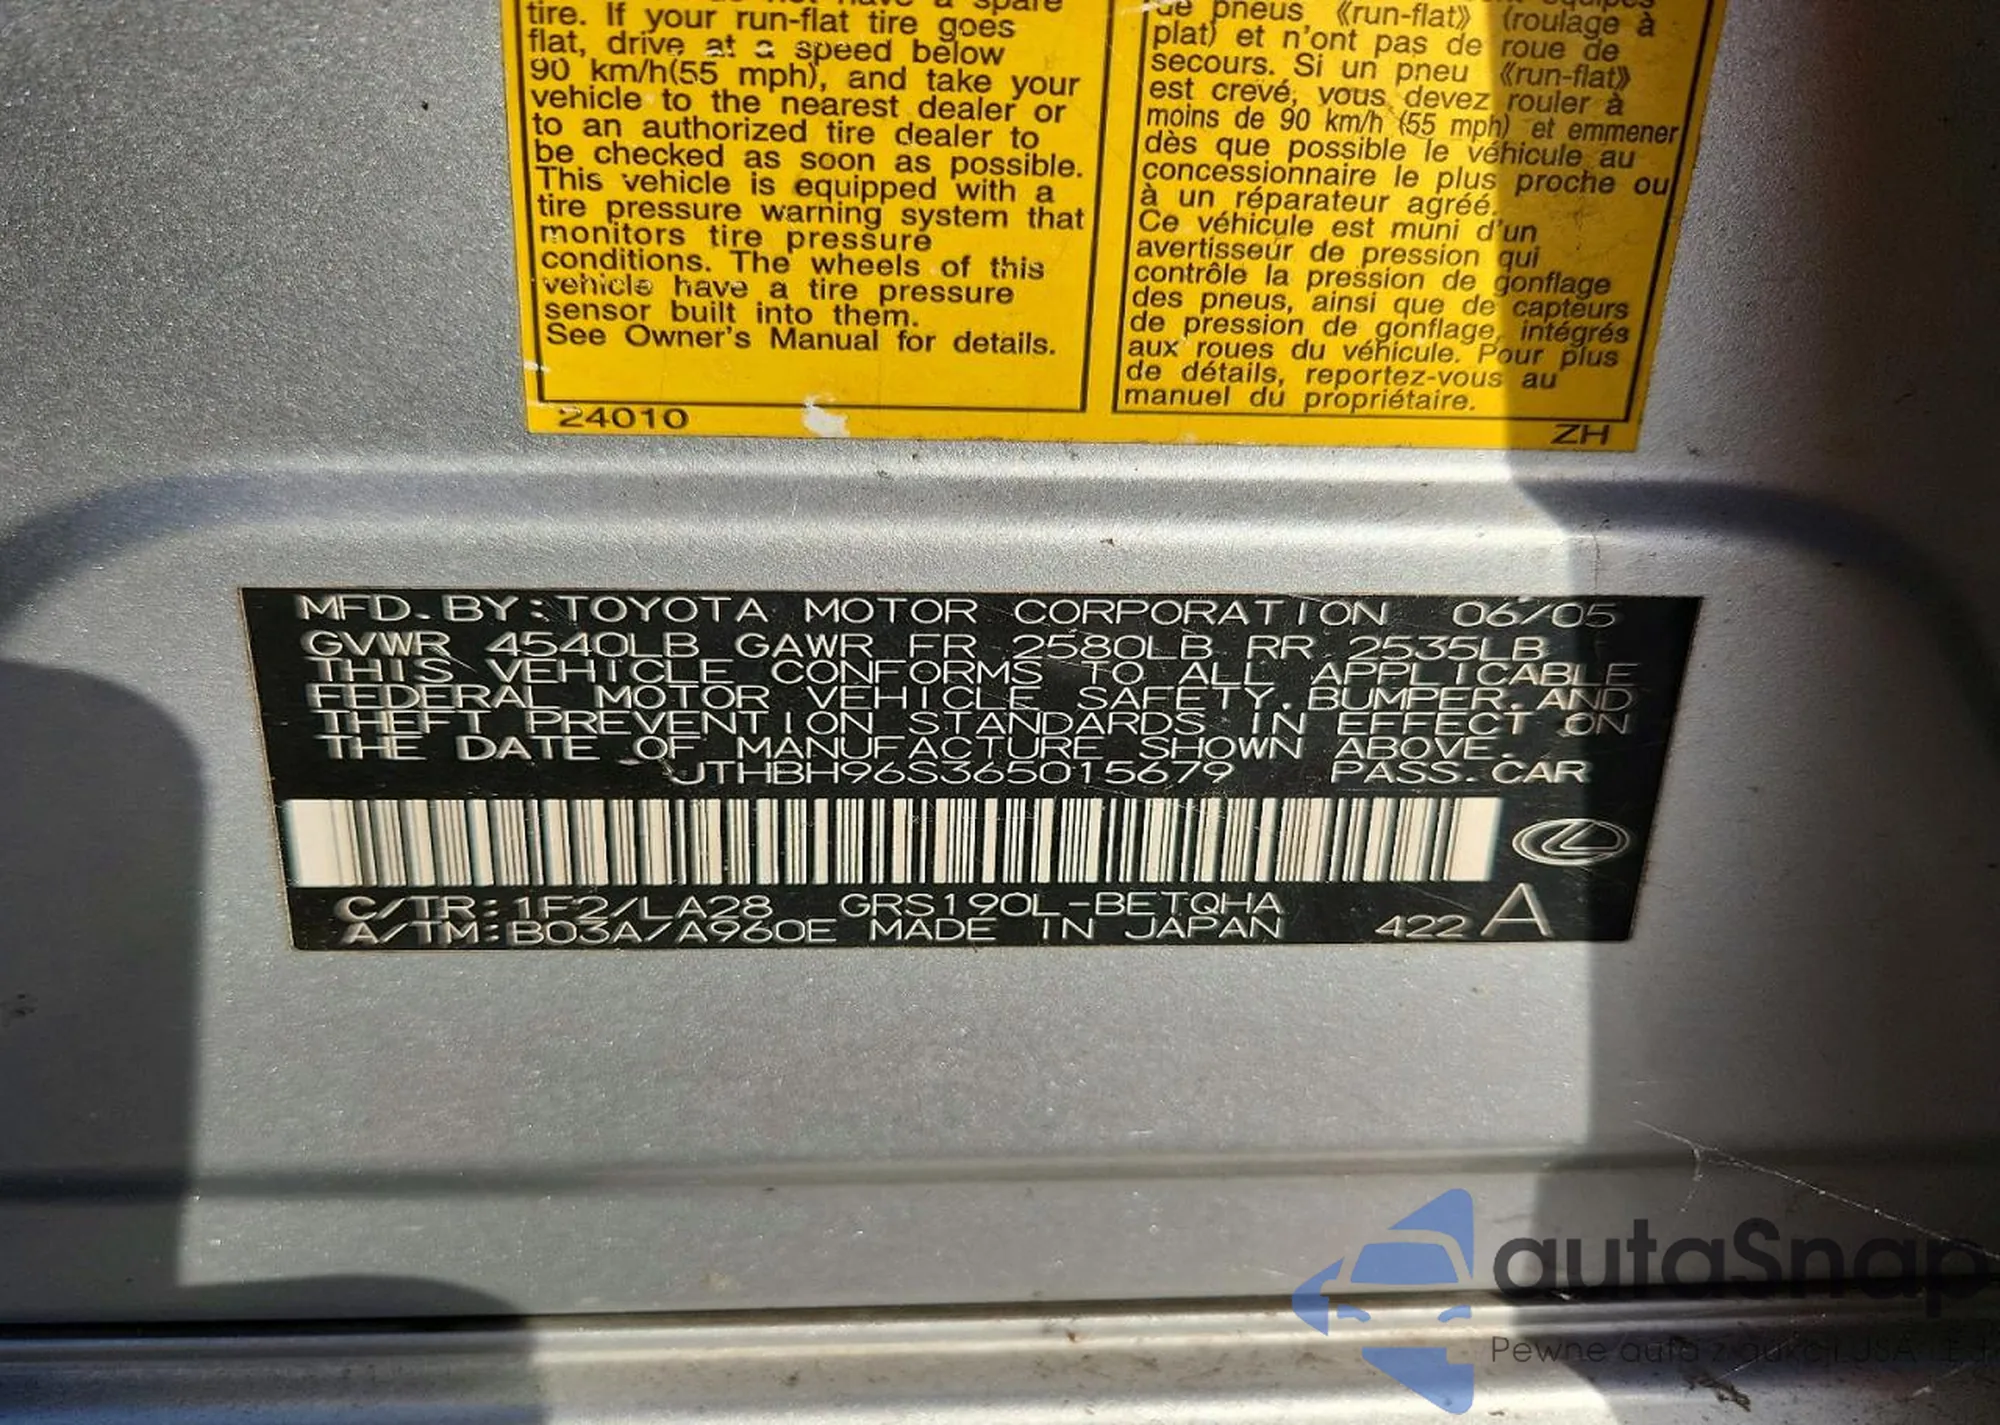 a spare
tire. If your run-flat tire goes
flat, drive at a speed below
90 km/h(55 mph), and take your
vehicle to the nearest dealer or
to an authorized tire dealer to
be checked as soon as possible.
This vehicle is equipped with a
tire pressure warning system that
monitors tire pressure
conditions. The wheels of this
vehicle have a tire pressure
sensor built into them.
See Owner's Manual for details.
24010
de pneus 《run-flat》 (roulage à
plat) et n'ont pas de roue de
secours. Si un pneu 《run-flat》
est crevé, vous devez rouler à
moins de 90 km/h (55 mph) et emmener
dès que possible le véhicule au
concessionnaire le plus proche ou
à un réparateur agréé.
Ce véhicule est muni d'un
avertisseur de pression qui
contrôle la pression de gonflage
des pneus, ainsi que de capteurs
de pression de gonflage, intégrés
aux roues du véhicule. Pour plus
de détails, reportez-vous au
manuel du propriétaire.
ZH
MFD. BY: TOYOTA MOTOR CORPORATION 06/05
GVWR 4540LB GAWR FR 2580LB RR 2535LB
THIS VEHICLE CONFORMS TO ALL APPLICABLE
FEDERAL MOTOR VEHICLE SAFETY, BUMPER, AND
THEFT PREVENTION STANDARDS IN EFFECT ON
THE DATE OF MANUFACTURE SHOWN ABOVE.
JTHBH96S365015679 PASS. CAR
C/TR: 1F2/LA28 GRS190L-BETQHA
A/TM: B03A/A960E MADE IN JAPAN 422 A
autaSnap
Pewne auta z aukcji USA